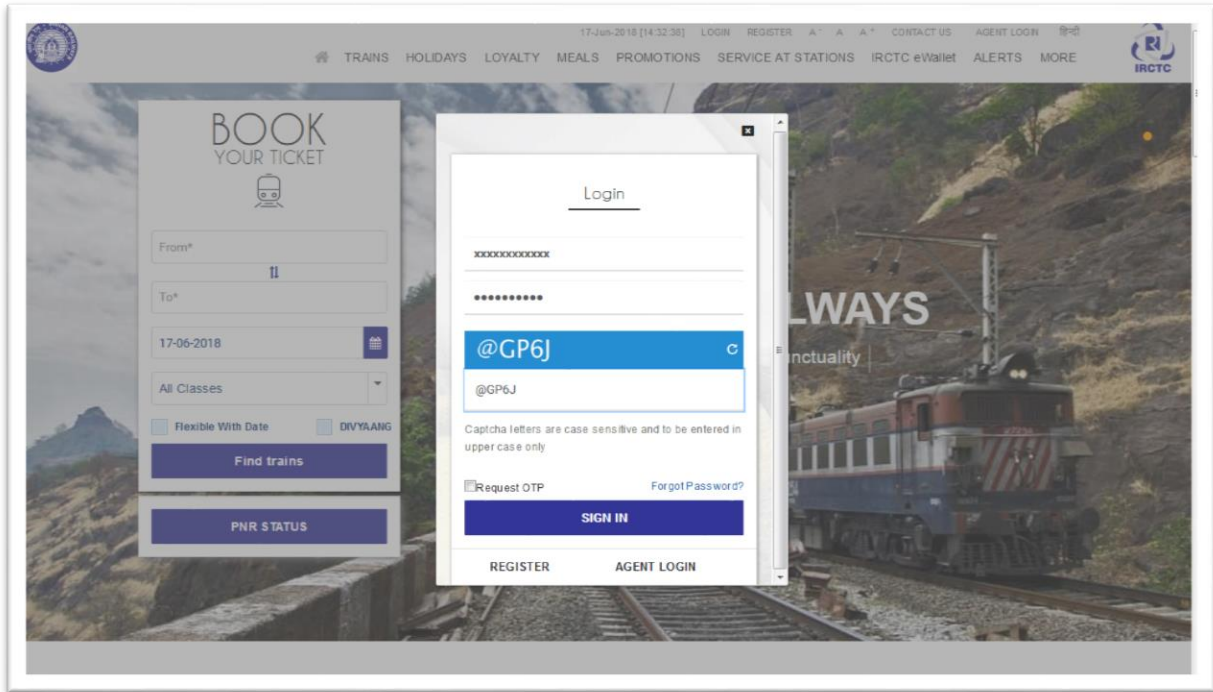 17-Jun-2018 [14:32:38] LOGIN REGISTER A- A A+ CONTACT US AGENT LOGIN हिन्दी
TRAINS HOLIDAYS LOYALTY MEALS PROMOTIONS SERVICE AT STATIONS IRCTC eWallet ALERTS MORE
IRCTC
BOOK
YOUR TICKET
From*
To*
17-06-2018
All Classes
Flexible With Date DIVYAANG
Find trains
PNR STATUS
Login
xxxxxxxxxxxx
••••••••••
@GP6J
@GP6J
Captcha letters are case sensitive and to be entered in
upper case only
Request OTP Forgot Password?
SIGN IN
REGISTER AGENT LOGIN
LWAYS
nctuality